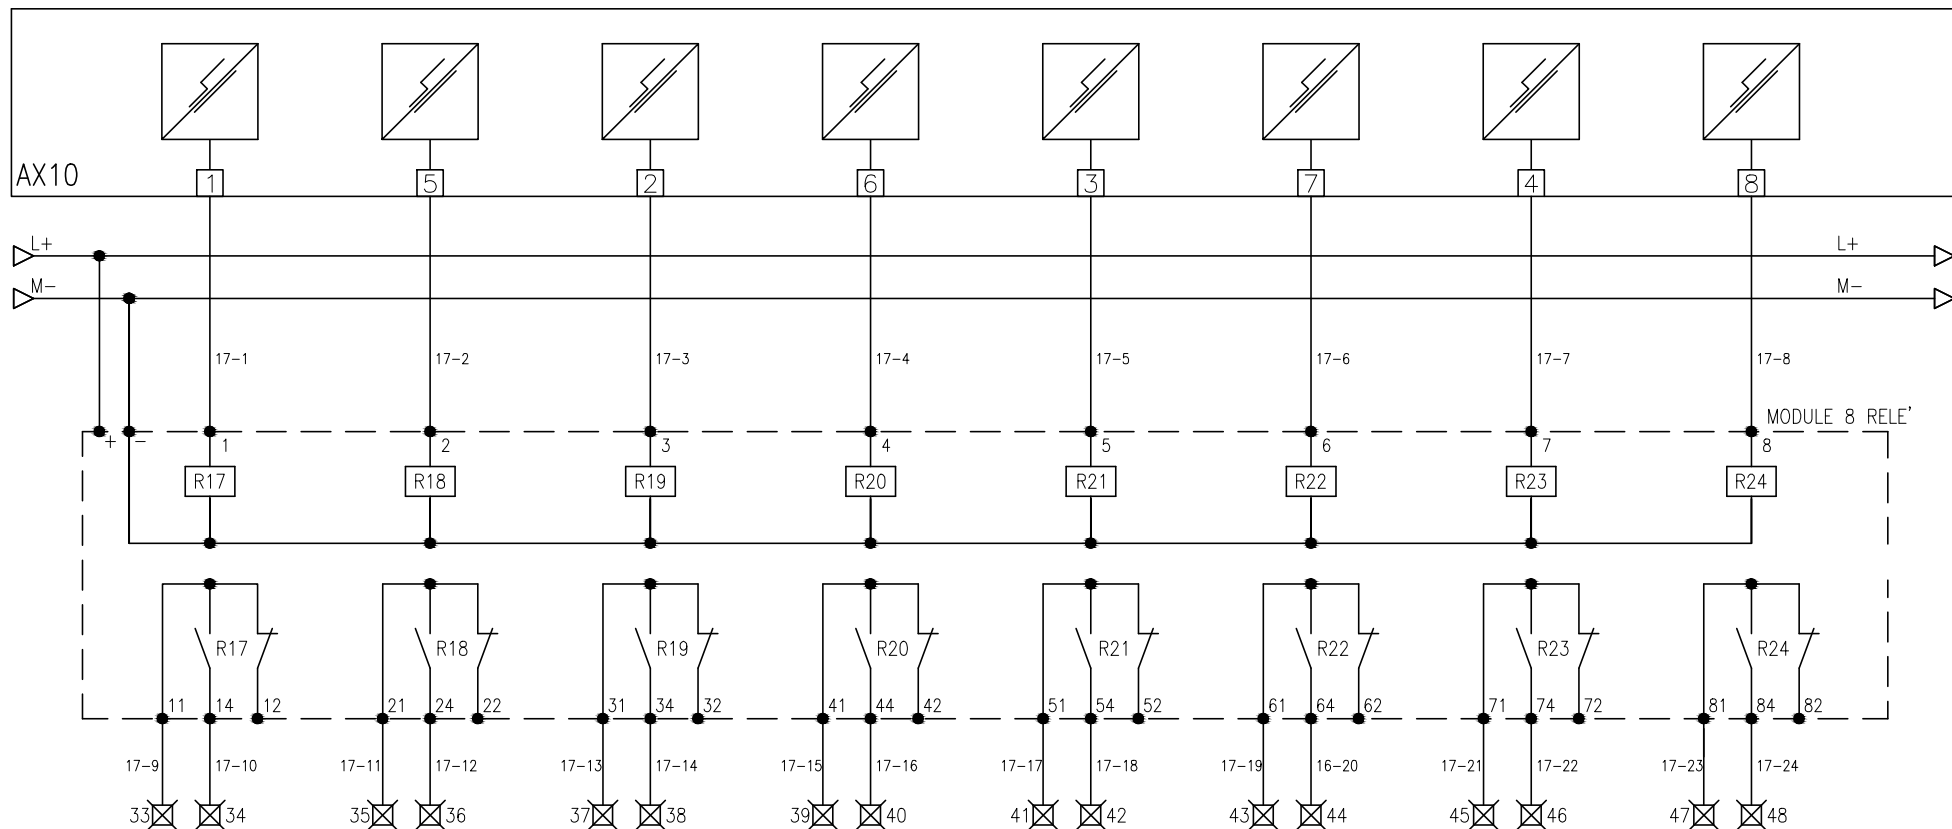 AX10
1 5 2 6 3 7 4 8
L+ L+
M- M-
17-1 17-2 17-3 17-4 17-5 17-6 17-7 17-8
MODULE 8 RELE'
+ - 1 2 3 4 5 6 7 8
R17 R18 R19 R20 R21 R22 R23 R24
R17 R18 R19 R20 R21 R22 R23 R24
11 14 12 21 24 22 31 34 32 41 44 42 51 54 52 61 64 62 71 74 72 81 84 82
17-9 17-10 17-11 17-12 17-13 17-14 17-15 17-16 17-17 17-18 17-19 16-20 17-21 17-22 17-23 17-24
33 34 35 36 37 38 39 40 41 42 43 44 45 46 47 48